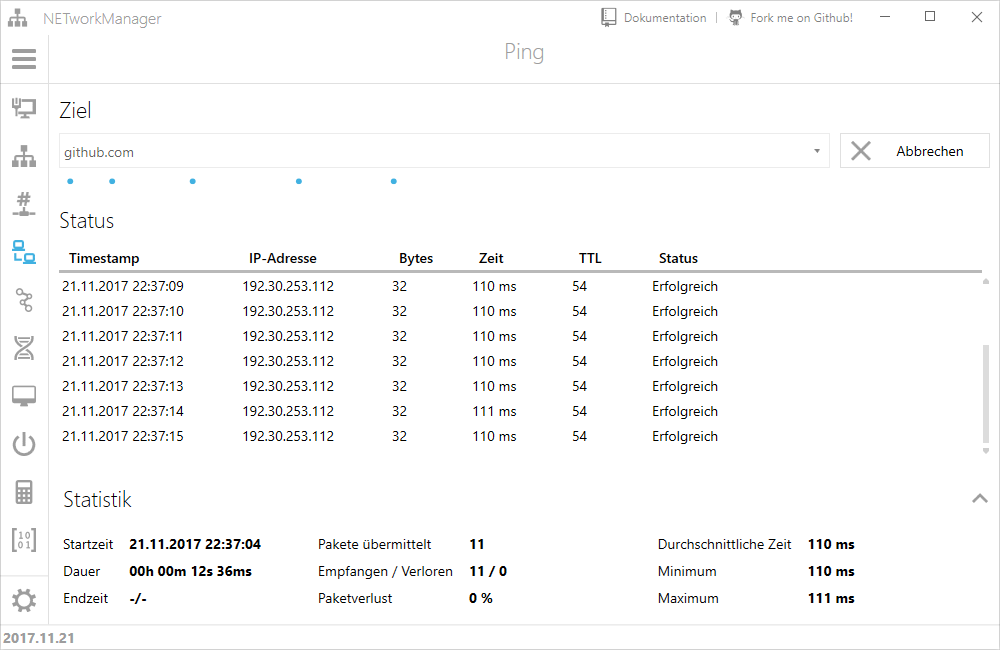 NETworkManager Dokumentation | Fork me on Github!
Ping
Ziel
github.com Abbrechen
Status
Timestamp IP-Adresse Bytes Zeit TTL Status
21.11.2017 22:37:09 192.30.253.112 32 110 ms 54 Erfolgreich
21.11.2017 22:37:10 192.30.253.112 32 110 ms 54 Erfolgreich
21.11.2017 22:37:11 192.30.253.112 32 110 ms 54 Erfolgreich
21.11.2017 22:37:12 192.30.253.112 32 110 ms 54 Erfolgreich
21.11.2017 22:37:13 192.30.253.112 32 110 ms 54 Erfolgreich
21.11.2017 22:37:14 192.30.253.112 32 111 ms 54 Erfolgreich
21.11.2017 22:37:15 192.30.253.112 32 110 ms 54 Erfolgreich
Statistik
Startzeit 21.11.2017 22:37:04 Pakete übermittelt 11 Durchschnittliche Zeit 110 ms
Dauer 00h 00m 12s 36ms Empfangen / Verloren 11 / 0 Minimum 110 ms
Endzeit -/- Paketverlust 0 % Maximum 111 ms
2017.11.21